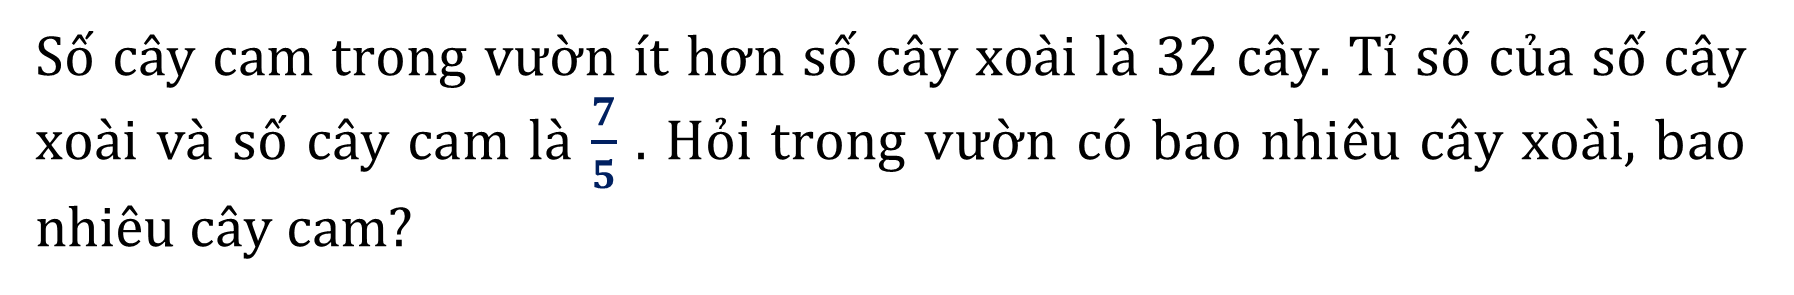 Số cây cam trong vườn ít hơn số cây xoài là 32 cây. Tỉ số của số cây
xoài và số cây cam là 7/5 . Hỏi trong vườn có bao nhiêu cây xoài, bao
nhiêu cây cam?